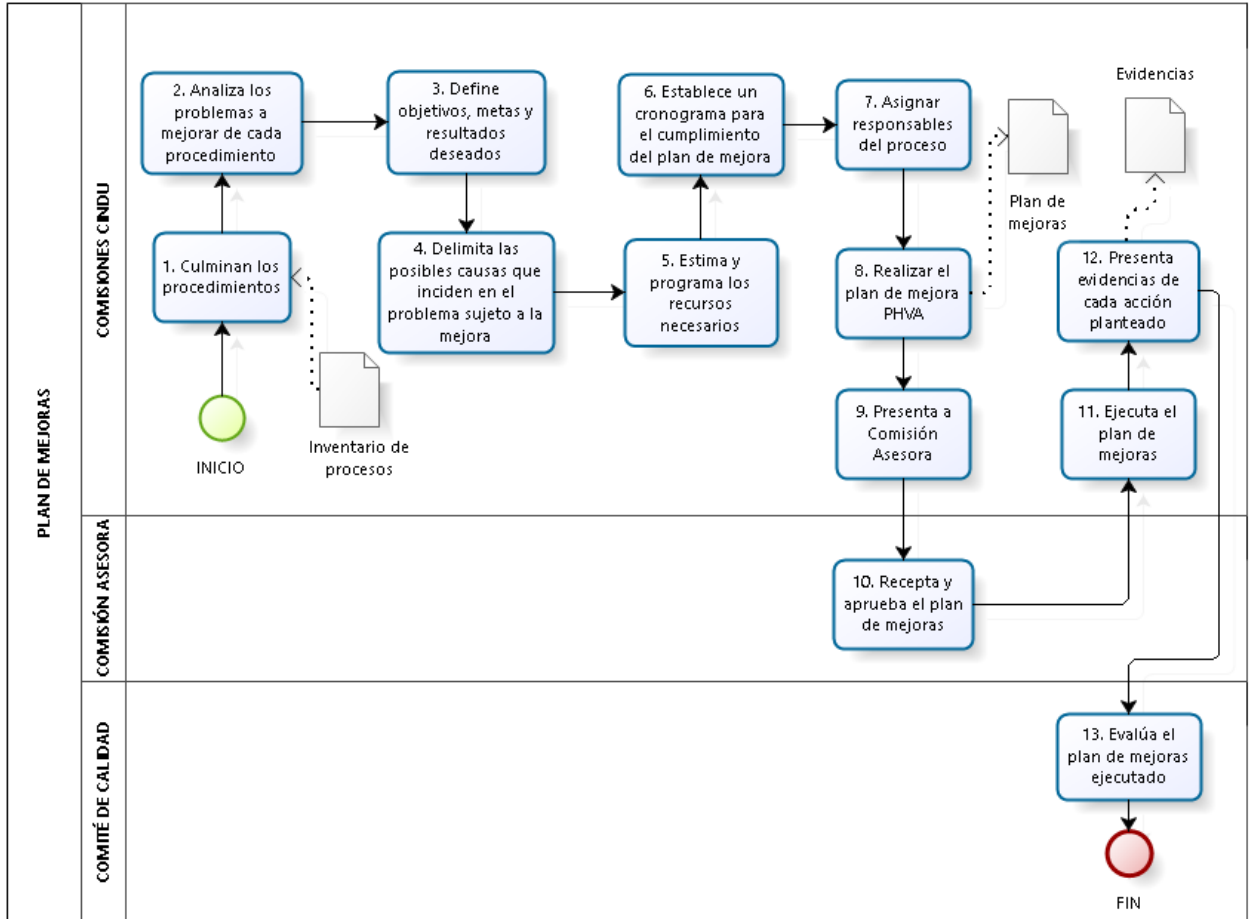 PLAN DE MEJORAS
COMISIONES CINDU
2. Analiza los
problemas a
mejorar de cada
procedimiento
3. Define
objetivos, metas y
resultados
deseados
6. Establece un
cronograma para
el cumplimiento
del plan de mejora
7. Asignar
responsables
del proceso
Evidencias
Plan de
mejoras
1. Culminan los
procedimientos
4. Delimita las
posibles causas que
inciden en el
problema sujeto a la
mejora
5. Estima y
programa los
recursos
necesarios
8. Realizar el
plan de mejora
PHVA
12. Presenta
evidencias de
cada acción
planteado
INICIO
Inventario de
procesos
9. Presenta a
Comisión
Asesora
11. Ejecuta el
plan de
mejoras
COMISIÓN ASESORA
10. Recepta y
aprueba el plan
de mejoras
COMITÉ DE CALIDAD
13. Evalúa el
plan de mejoras
ejecutado
FIN